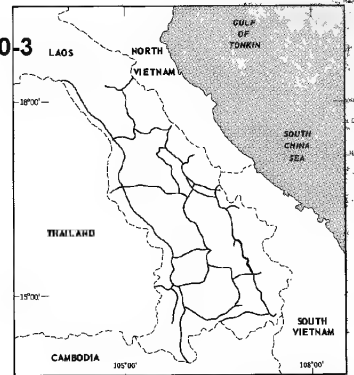 GULF
OF
TONKIN
0-3
LAOS
NORTH
VIETNAM
18°00'
SOUTH
CHINA
SEA
THAILAND
15°00'
SOUTH
VIETNAM
CAMBODIA
105°00'
108°00'